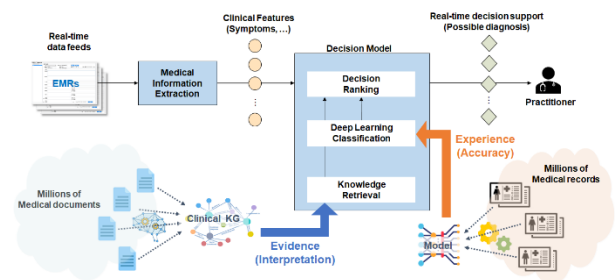 Real-time
data feeds
EMRs
Medical
Information
Extraction
Clinical Features
(Symptoms, ...)
Decision Model
Decision
Ranking
Deep Learning
Classification
Knowledge
Retrieval
Real-time decision support
(Possible diagnosis)
Practitioner
Experience
(Accuracy)
Millions of
Medical documents
Clinical KG
Evidence
(Interpretation)
Model
Millions of
Medical records